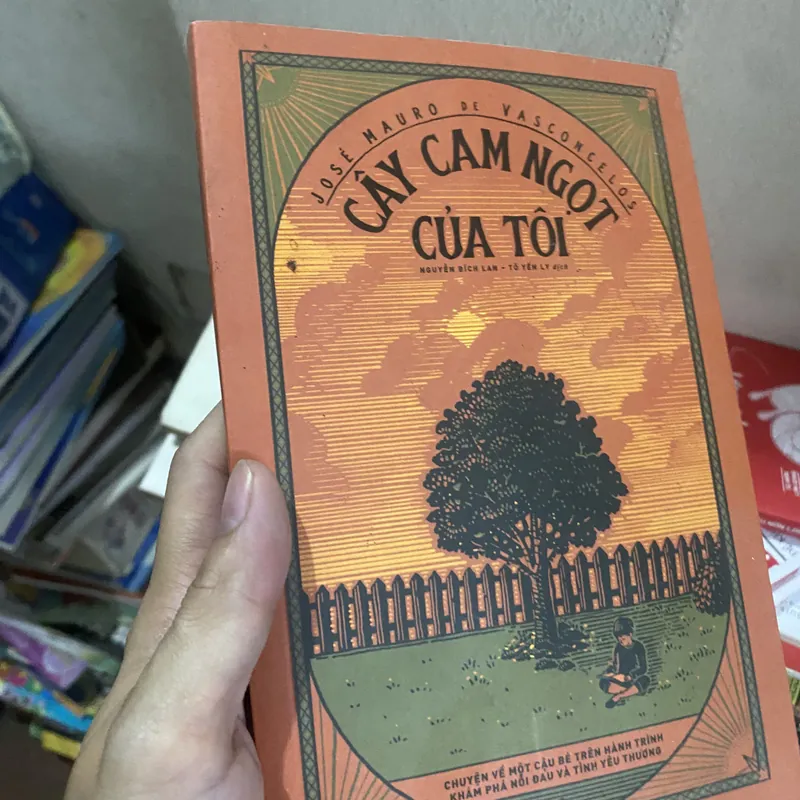 JOSÉ MAURO DE VASCONCELOS
CÂY CAM NGỌT
CỦA TÔI
NGUYỄN BÍCH LAN - TÔ YẾN LY dịch
CHUYỆN VỀ MỘT CẬU BÉ TRÊN HÀNH TRÌNH
KHÁM PHÁ NỖI ĐAU VÀ TÌNH YÊU THƯƠNG